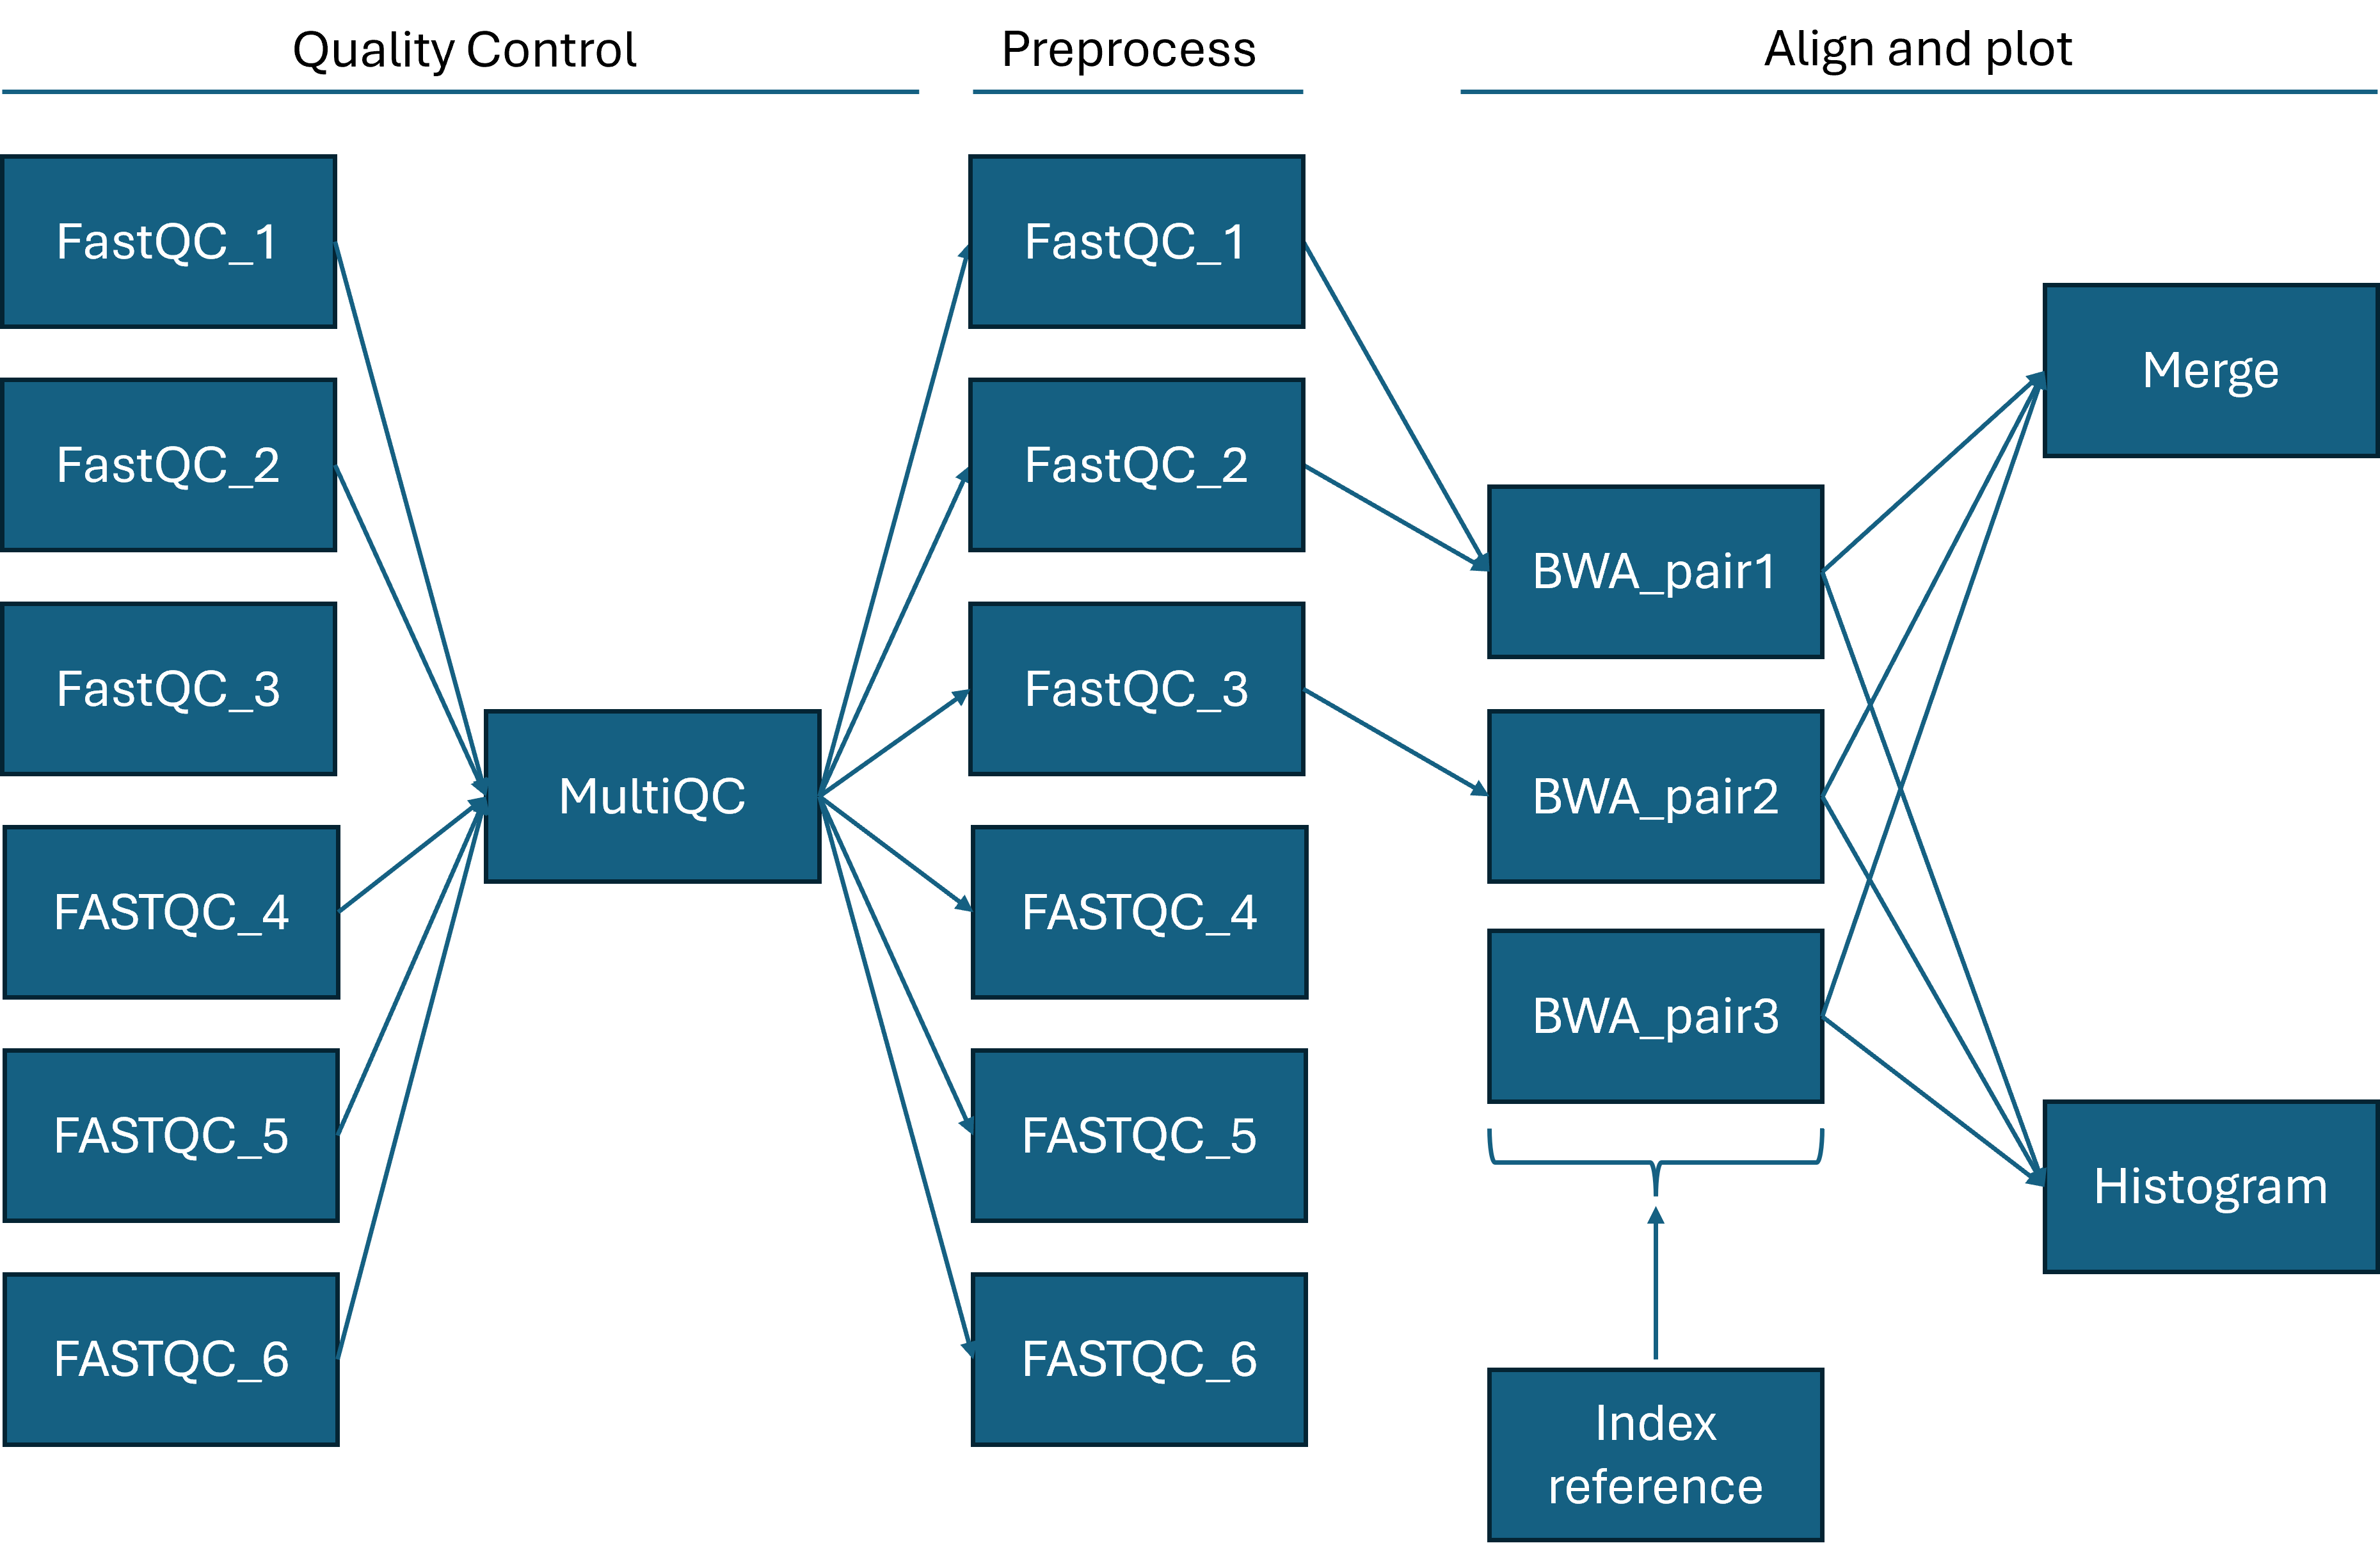 Quality Control
Preprocess
Align and plot
FastQC_1
FastQC_2
FastQC_3
FASTQC_4
FASTQC_5
FASTQC_6
MultiQC
FastQC_1
FastQC_2
FastQC_3
FASTQC_4
FASTQC_5
FASTQC_6
BWA_pair1
BWA_pair2
BWA_pair3
Index
reference
Merge
Histogram